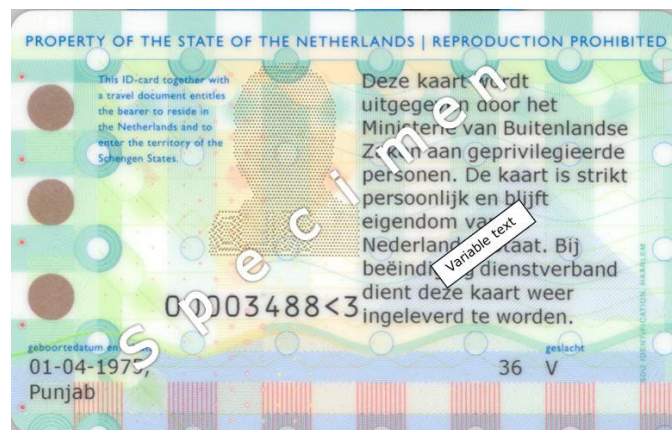 PROPERTY OF THE STATE OF THE NETHERLANDS | REPRODUCTION PROHIBITED
This ID-card together with
a travel document entitles
the bearer to reside in
the Netherlands and to
enter the territory of the
Schengen States.
Deze kaart wordt
uitgegeven door het
Ministerie van Buitenlandse
Zaken aan geprivilegieerde
personen. De kaart is strikt
persoonlijk en blijft
eigendom van
Nederlandse Staat. Bij
beëindiging dienstverband
dient deze kaart weer
ingeleverd te worden.
specimen
Variable text
003488<3
geboortedatum en
geslacht
01-04-1975,
36 V
Punjab